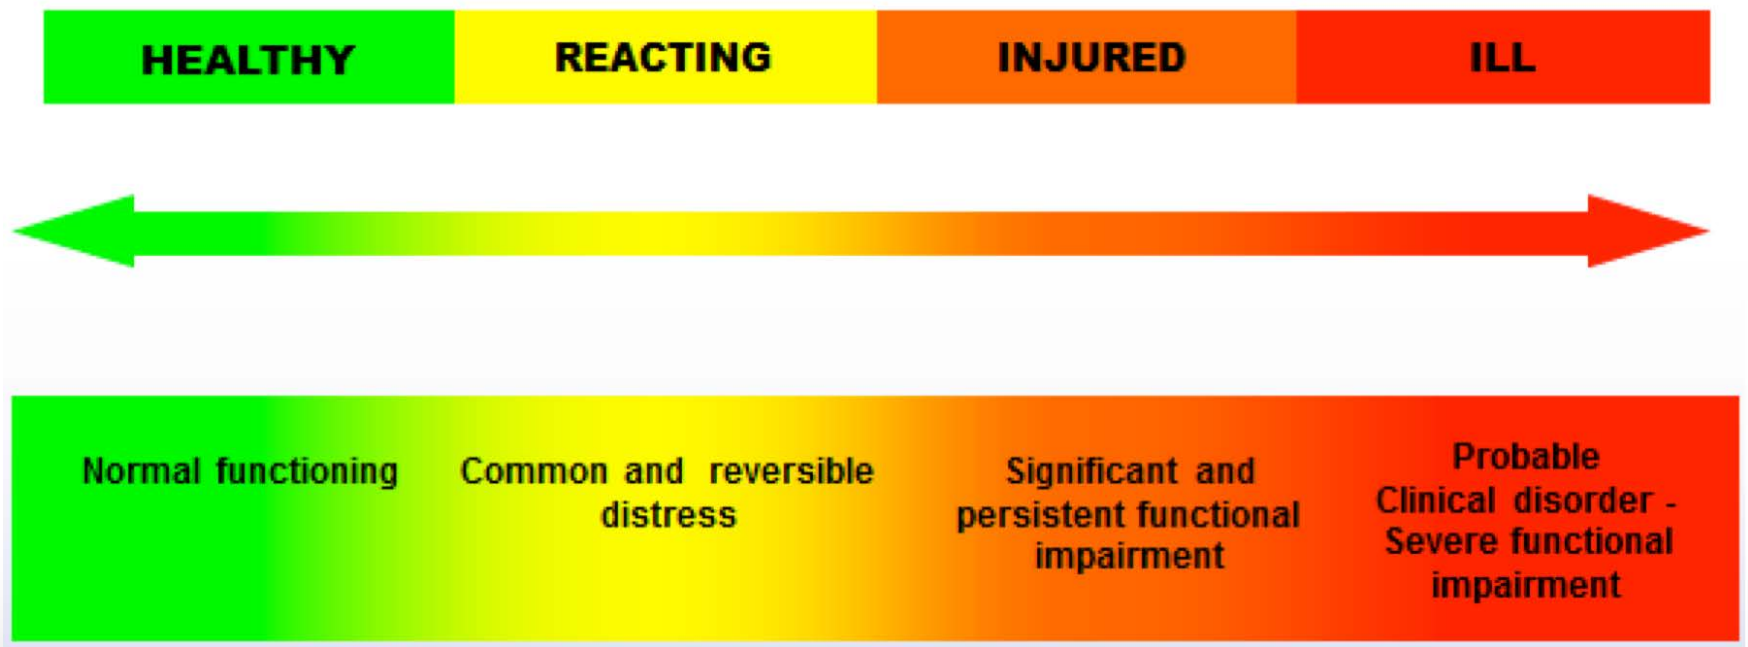 HEALTHY
REACTING
INJURED
ILL
Normal functioning
Common and reversible
distress
Significant and
persistent functional
impairment
Probable
Clinical disorder -
Severe functional
impairment